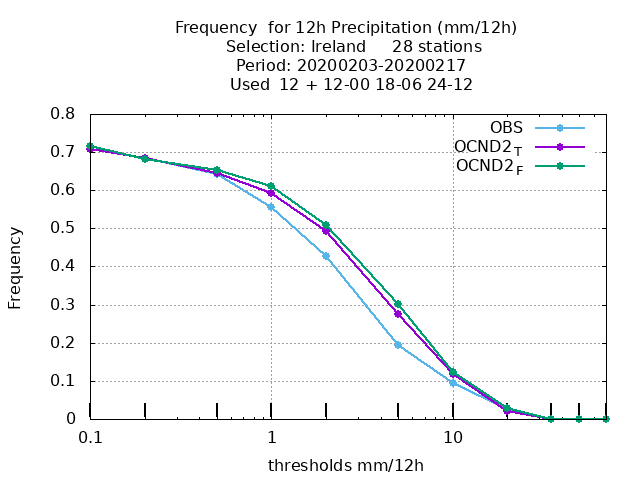 Frequency  for 12h Precipitation (mm/12h)
Selection: Ireland     28 stations
Period: 20200203-20200217
Used  12 + 12-00 18-06 24-12
OBS
OCND2_T
OCND2_F
0.8
0.7
0.6
0.5
0.4
0.3
0.2
0.1
0
Frequency
0.1 1 10
thresholds mm/12h